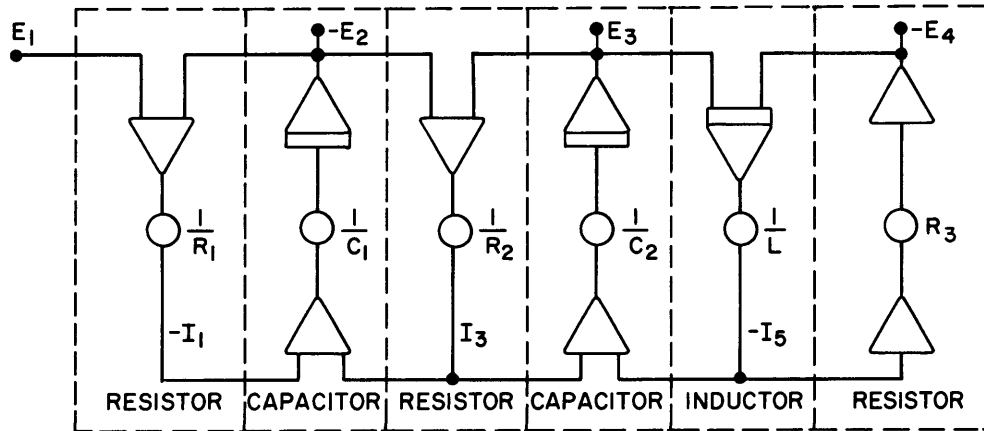 E₁
-E₂
E₃
-E₄
1/R₁
1/C₁
1/R₂
1/C₂
1/L
R₃
-I₁
I₃
-I₅
RESISTOR
CAPACITOR
RESISTOR
CAPACITOR
INDUCTOR
RESISTOR